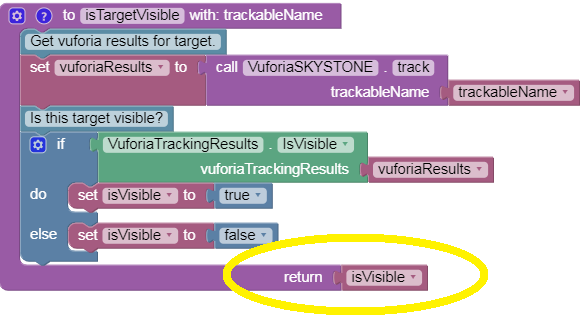 to isTargetVisible with: trackableName
Get vuforia results for target.
set vuforiaResults to call VuforiaSKYSTONE . track
trackableName trackableName
Is this target visible?
if VuforiaTrackingResults . IsVisible
vuforiaTrackingResults vuforiaResults
do set isVisible to true
else set isVisible to false
return isVisible